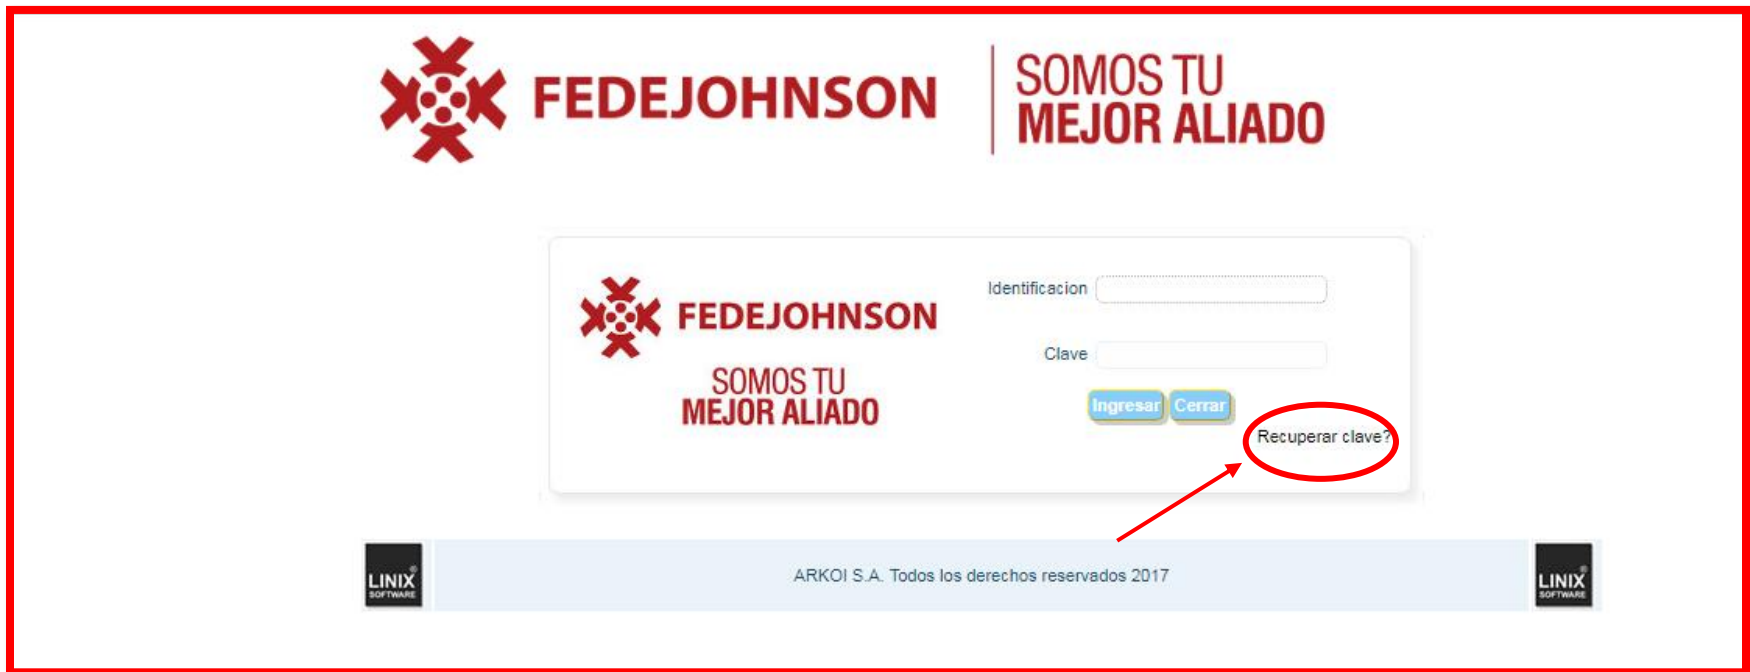 FEDEJOHNSON
SOMOS TU
MEJOR ALIADO
FEDEJOHNSON
SOMOS TU
MEJOR ALIADO
Identificacion
Clave
Ingresar Cerrar
Recuperar clave?
LINIX®
SOFTWARE
ARKOI S.A. Todos los derechos reservados 2017
LINIX®
SOFTWARE